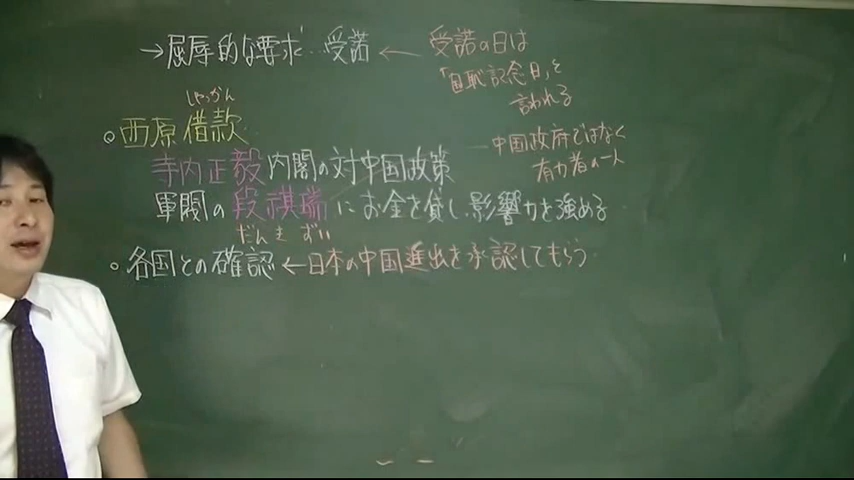 →屈辱的な要求…受諾 ← 受諾の日は
「国恥記念日」と
言われる
しゃっかん
○西原借款
寺内正毅内閣の対中国政策
中国政府ではなく
有力者の一人
軍閥の段祺瑞にお金を貸し、影響力を強める
だんき ずい
○各国との確認←日本の中国進出を承認してもらう